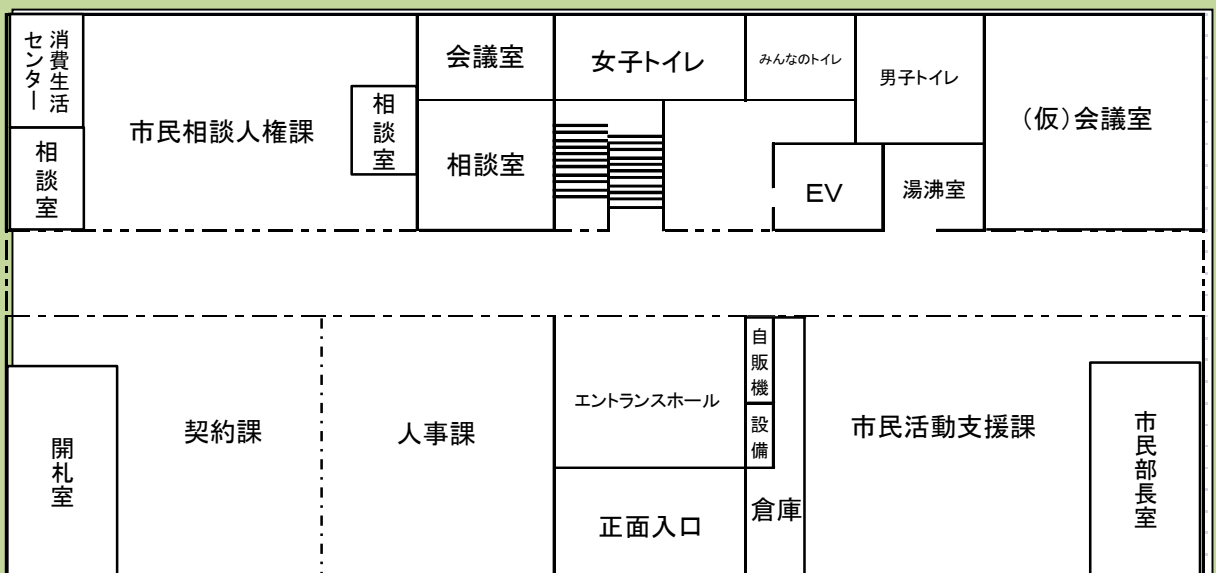 消費生活
センター
相談室
市民相談人権課
相談室
会議室
相談室
女子トイレ
みんなのトイレ
男子トイレ
EV
湯沸室
（仮）会議室
開札室
契約課
人事課
エントランスホール
正面入口
自販機
設備
倉庫
市民活動支援課
市民部長室